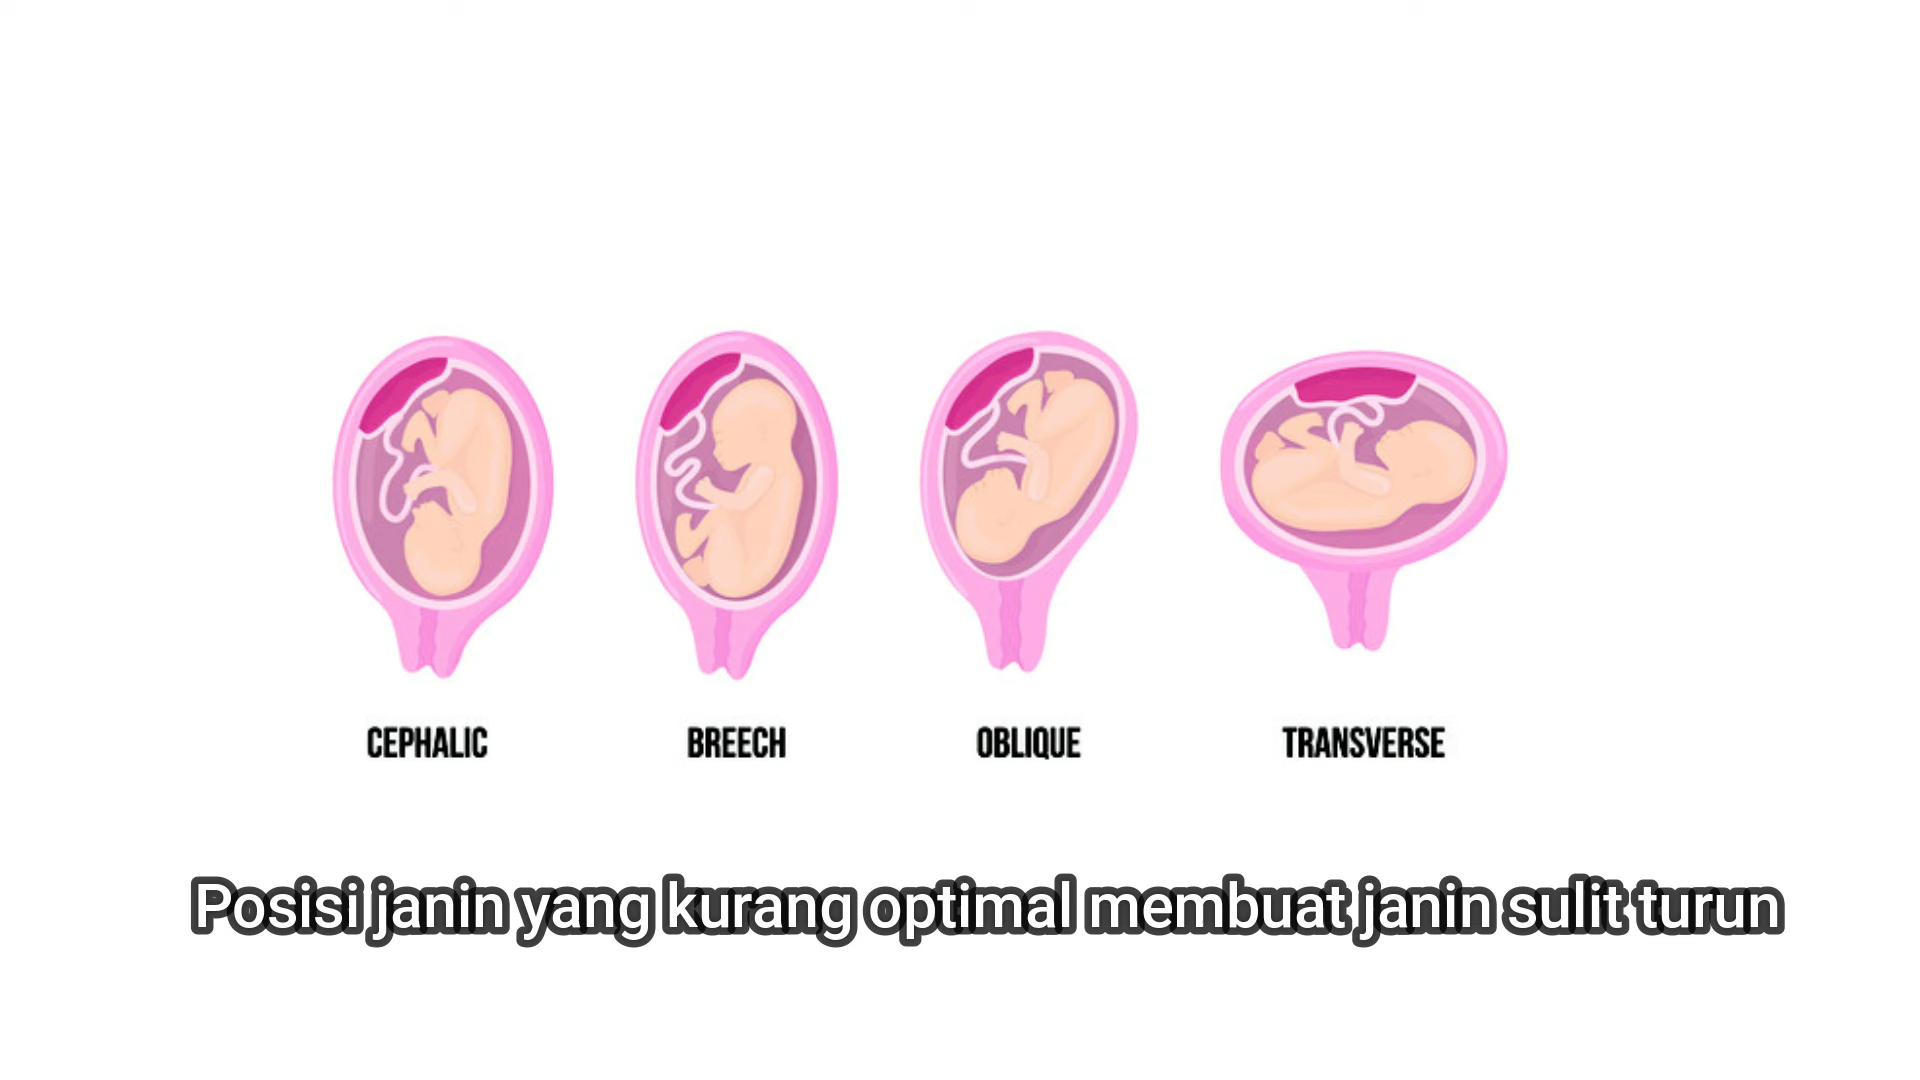 CEPHALIC BREECH OBLIQUE TRANSVERSE
Posisi janin yang kurang optimal membuat janin sulit turun